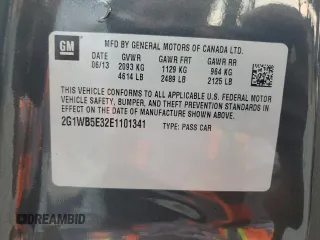 GM
MFD BY GENERAL MOTORS OF CANADA LTD.
DATE GVWR GAWR FRT GAWR RR
06/13 2093 KG 1129 KG 964 KG
4614 LB 2489 LB 2125 LB
THIS VEHICLE CONFORMS TO ALL APPLICABLE U.S. FEDERAL MOTOR
VEHICLE SAFETY, BUMPER, AND THEFT PREVENTION STANDARDS IN
EFFECT ON THE DATE OF MANUFACTURE SHOWN ABOVE.
2G1WB5E32E1101341 TYPE: PASS CAR
DREAMBID